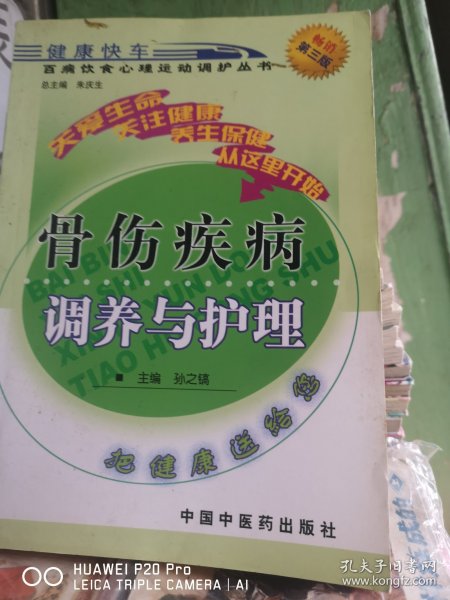 健康快车
畅销
第三版
百病饮食心理运动调护丛书
总主编 朱庆生
关爱生命
关注健康
养生保健
从这里开始
骨伤疾病
调养与护理
■ 主编 孙之镐
把健康送给您
中国中医药出版社
HUAWEI P20 Pro
LEICA TRIPLE CAMERA | AI
孔夫子旧书网
www.kongfz.com